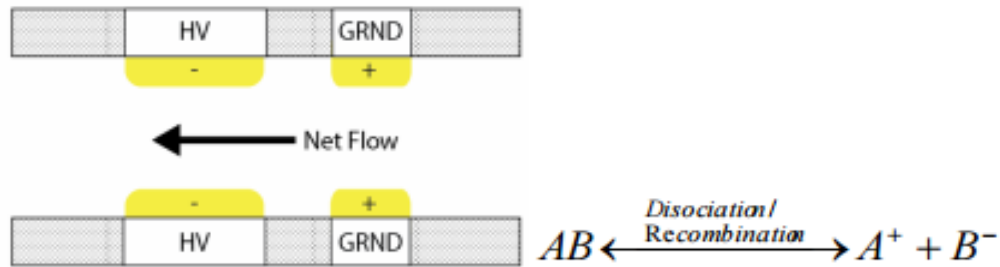 HV GRND
- +
Net Flow
- +
HV GRND
Disociation/
Recombination
AB A⁺ + B⁻